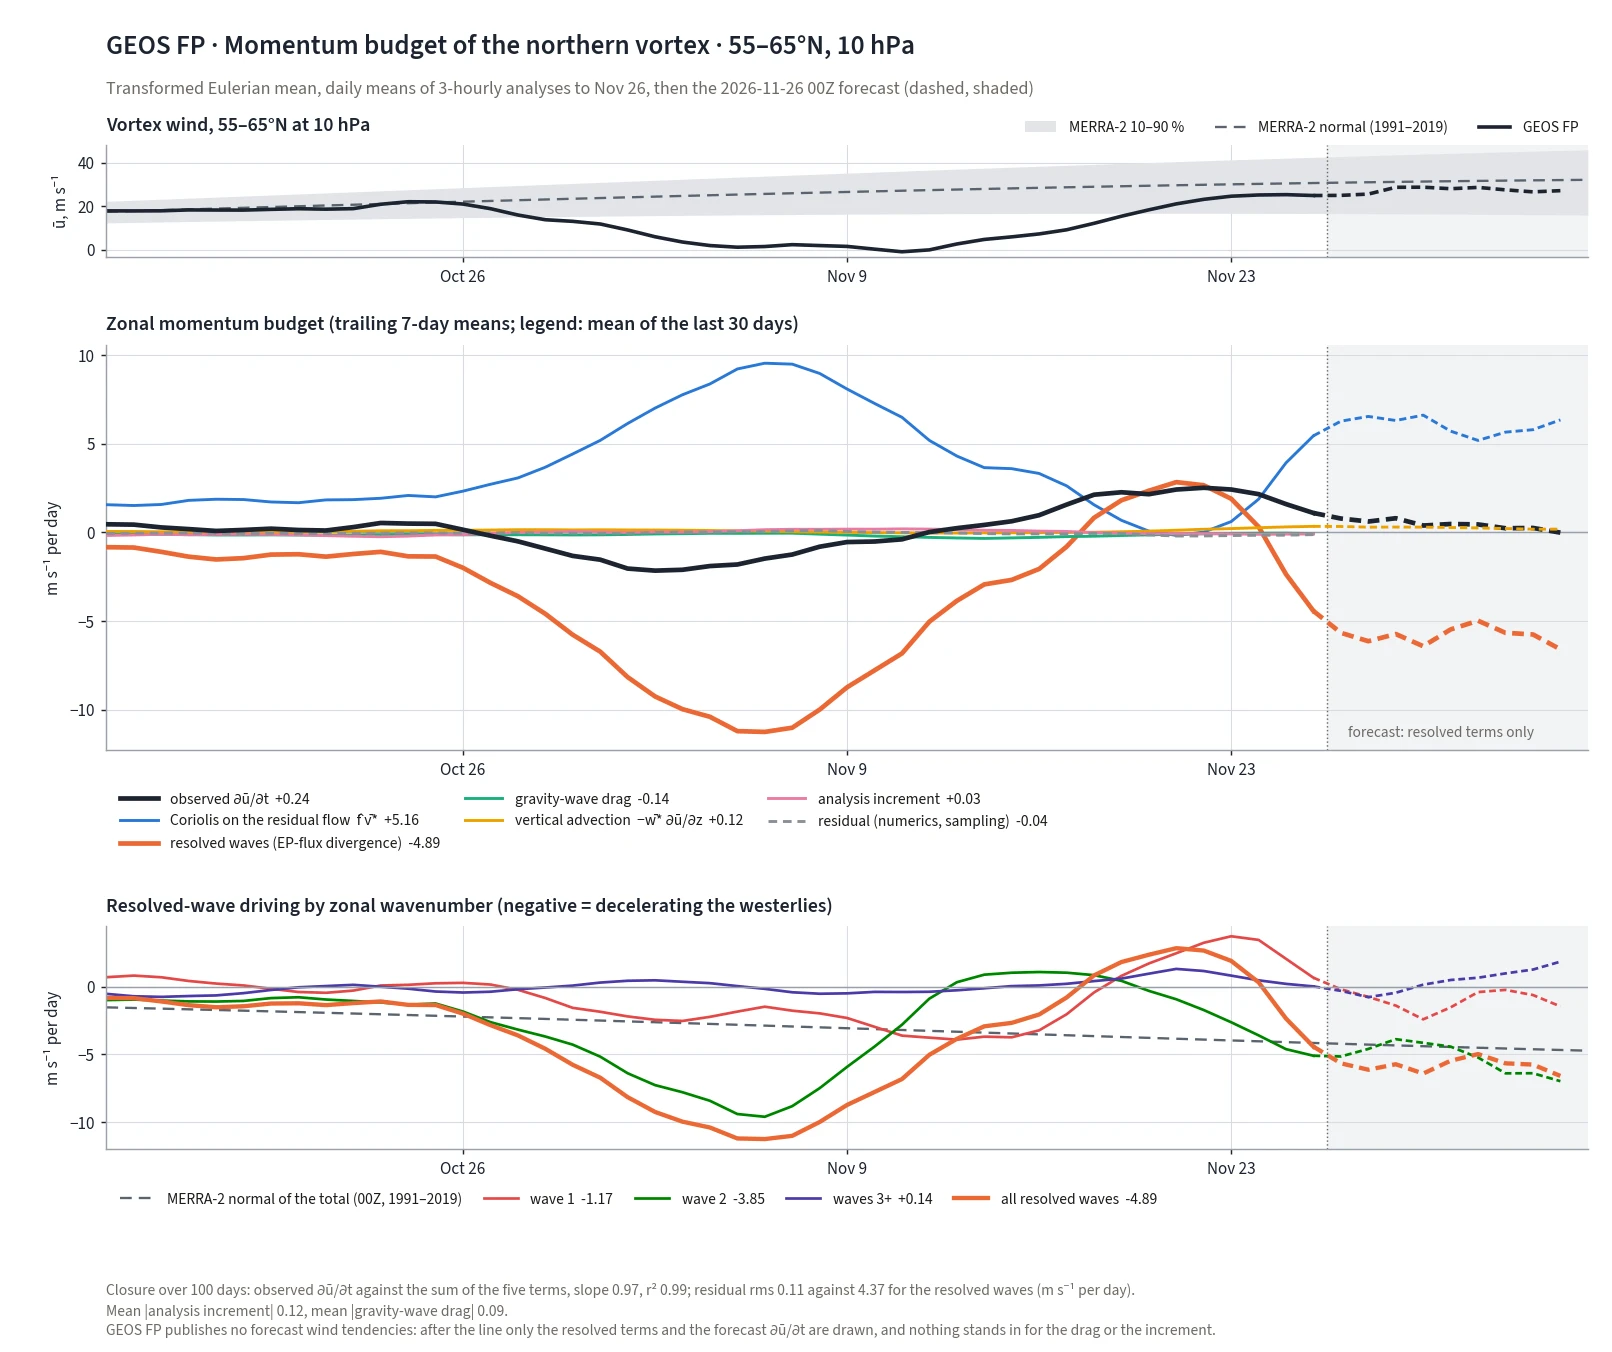 GEOS FP · Momentum budget of the northern vortex · 55–65°N, 10 hPa
Transformed Eulerian mean, daily means of 3-hourly analyses to Nov 26, then the 2026-11-26 00Z forecast (dashed, shaded)
Vortex wind, 55–65°N at 10 hPa
MERRA-2 10–90 %
MERRA-2 normal (1991–2019)
GEOS FP
ū, m s⁻¹
40
20
0
Oct 26
Nov 9
Nov 23
Zonal momentum budget (trailing 7-day means; legend: mean of the last 30 days)
m s⁻¹ per day
10
5
0
−5
−10
forecast: resolved terms only
Oct 26
Nov 9
Nov 23
observed ∂ū/∂t +0.24
Coriolis on the residual flow f v̄* +5.16
resolved waves (EP-flux divergence) -4.89
gravity-wave drag -0.14
vertical advection −w̄* ∂ū/∂z +0.12
analysis increment +0.03
residual (numerics, sampling) -0.04
Resolved-wave driving by zonal wavenumber (negative = decelerating the westerlies)
m s⁻¹ per day
0
−5
−10
Oct 26
Nov 9
Nov 23
MERRA-2 normal of the total (00Z, 1991–2019)
wave 1 -1.17
wave 2 -3.85
waves 3+ +0.14
all resolved waves -4.89
Closure over 100 days: observed ∂ū/∂t against the sum of the five terms, slope 0.97, r² 0.99; residual rms 0.11 against 4.37 for the resolved waves (m s⁻¹ per day).
Mean |analysis increment| 0.12, mean |gravity-wave drag| 0.09.
GEOS FP publishes no forecast wind tendencies: after the line only the resolved terms and the forecast ∂ū/∂t are drawn, and nothing stands in for the drag or the increment.